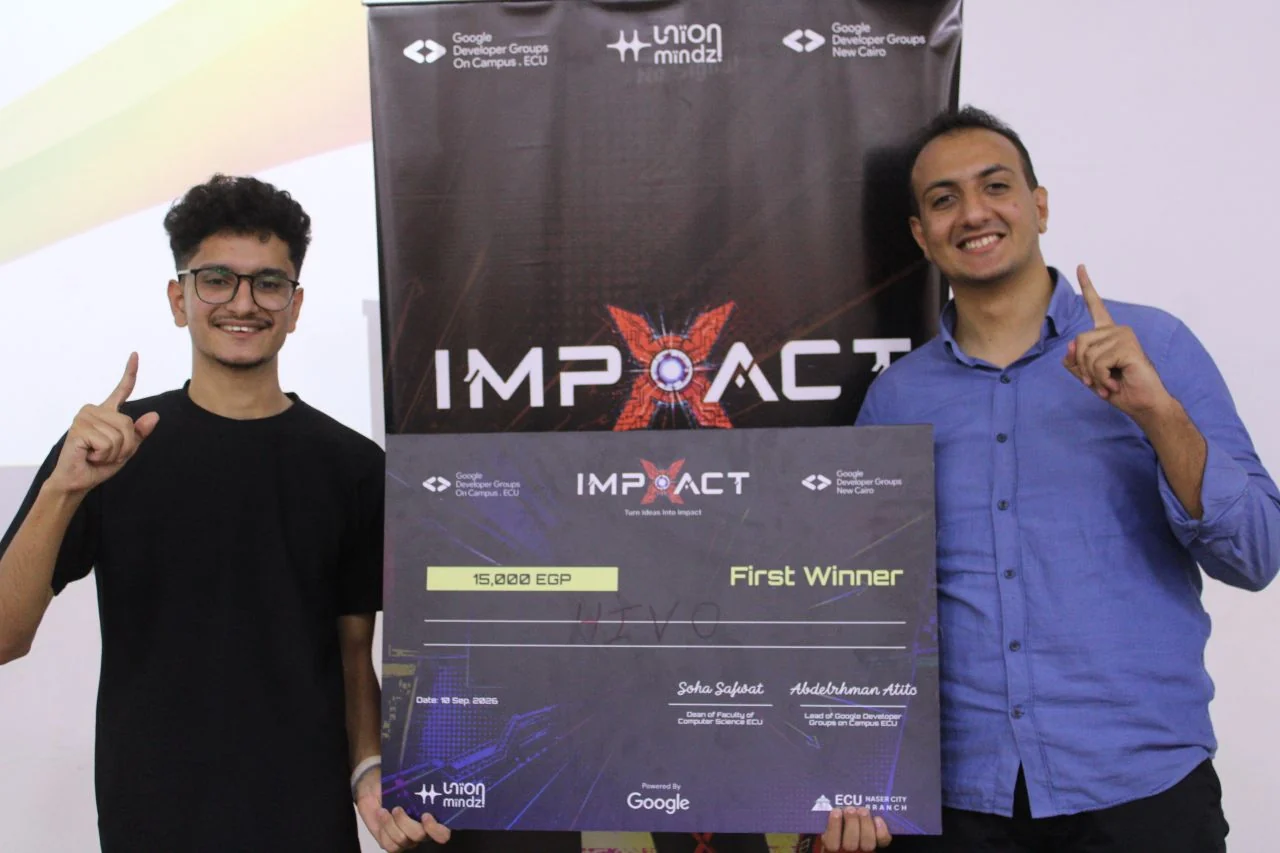 Google
Developer Groups
On Campus . ECU
union
mindz!
Google
Developer Groups
New Cairo
IMPXACT
Google
Developer Groups
On Campus . ECU
IMPXACT
Turn Ideas Into Impact
Google
Developer Groups
New Cairo
15,000 EGP
First Winner
HIVO
Date: 10 Sep. 2026
Soha Safwat
Dean of Faculty of
Computer Science ECU
Abdelrhman Atito
Lead of Google Developer
Groups on Campus ECU
union
mindz!
Powered By
Google
ECU NASER CITY
BRANCH